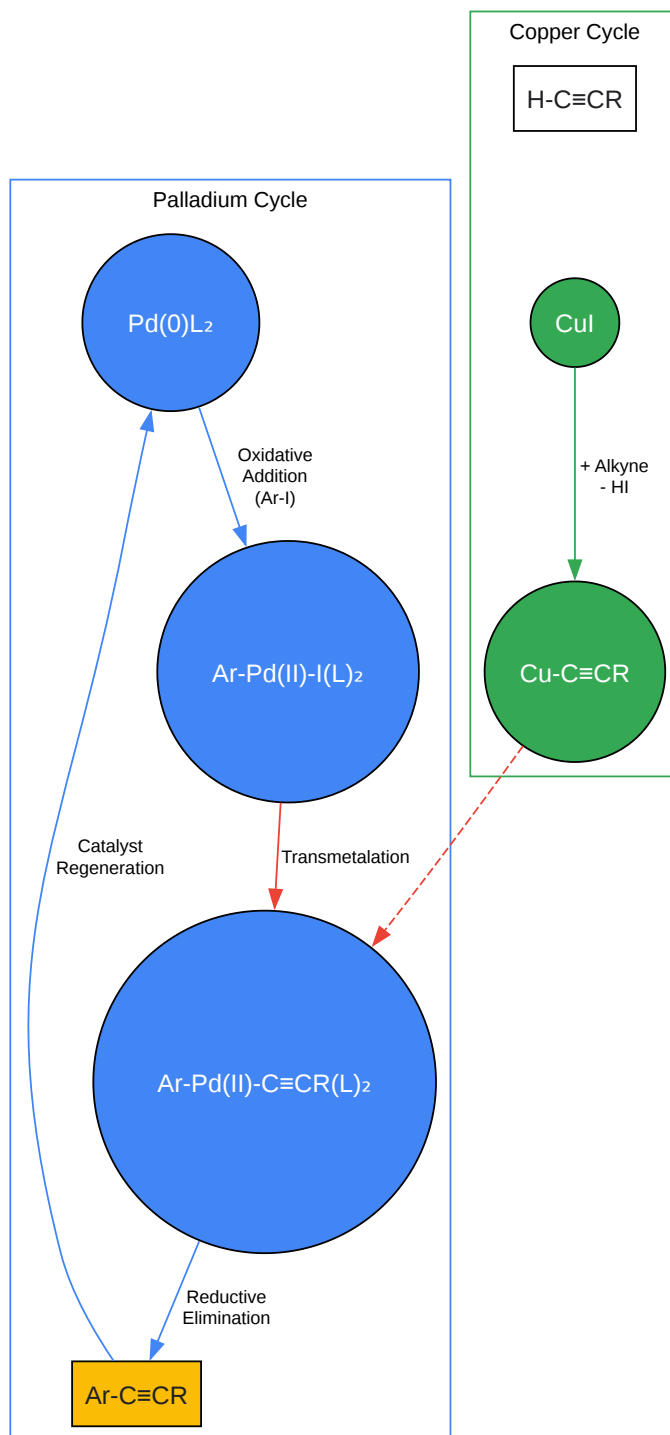 Copper Cycle
H-C≡CR
Palladium Cycle
Pd(0)L₂
CuI
Oxidative
Addition
(Ar-I)
+ Alkyne
- HI
Ar-Pd(II)-I(L)₂
Cu-C≡CR
Catalyst
Regeneration
Transmetalation
Ar-Pd(II)-C≡CR(L)₂
Reductive
Elimination
Ar-C≡CR